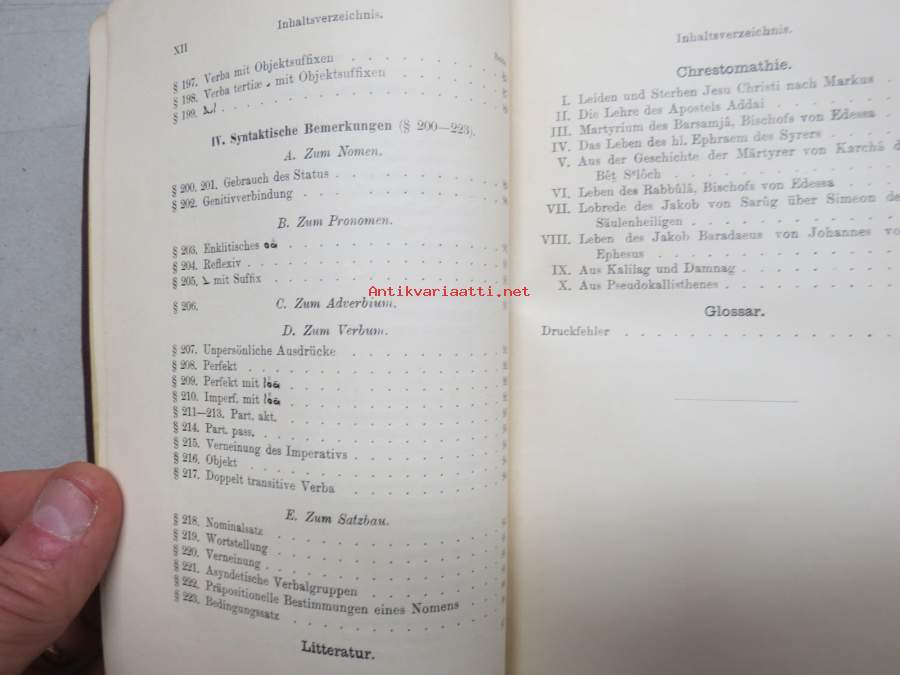 XII
Inhaltsverzeichnis.
§ 197. Verba mit Objektsuffixen
§ 198. Verba tertiæ ܝ mit Objektsuffixen
§ 199.
IV. Syntaktische Bemerkungen (§ 200—223).
A. Zum Nomen.
§ 200. 201. Gebrauch des Status
§ 202. Genitivverbindung
B. Zum Pronomen.
§ 203. Enklitisches ܗܘ
§ 204. Reflexiv
§ 205. ܠ mit Suffix
§ 206. C. Zum Adverbium.
D. Zum Verbum.
§ 207. Unpersönliche Ausdrücke
§ 208. Perfekt
§ 209. Perfekt mit ܗܘܐ
§ 210. Imperf. mit ܗܘܐ
§ 211—213. Part. akt.
§ 214. Part. pass.
§ 215. Verneinung des Imperativs
§ 216. Objekt
§ 217. Doppelt transitive Verba
E. Zum Satzbau.
§ 218. Nominalsatz
§ 219. Wortstellung
§ 220. Verneinung
§ 221. Asyndetische Verbalgruppen
§ 222. Präpositionelle Bestimmungen eines Nomens
§ 223. Bedingungssatz
Litteratur.
Inhaltsverzeichnis.
Chrestomathie.
I. Leiden und Sterben Jesu Christi nach Markus
II. Die Lehre des Apostels Addai
III. Martyrium des Barsamjâ, Bischofs von Edessa
IV. Das Leben des hl. Ephraem des Syrers
V. Aus der Geschichte der Märtyrer von Karchâ d
Bêṯ Sᵉlôch
VI. Leben des Rabbûlâ, Bischofs von Edessa
VII. Lobrede des Jakob von Sarûg über Simeon de
Säulenheiligen
VIII. Leben des Jakob Baradaeus von Johannes vo
Ephesus
IX. Aus Kalilag und Damnag
X. Aus Pseudokallisthenes
Glossar.
Druckfehler
Antikvariaatti.net